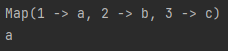 Map(1 -> a, 2 -> b, 3 -> c)
a